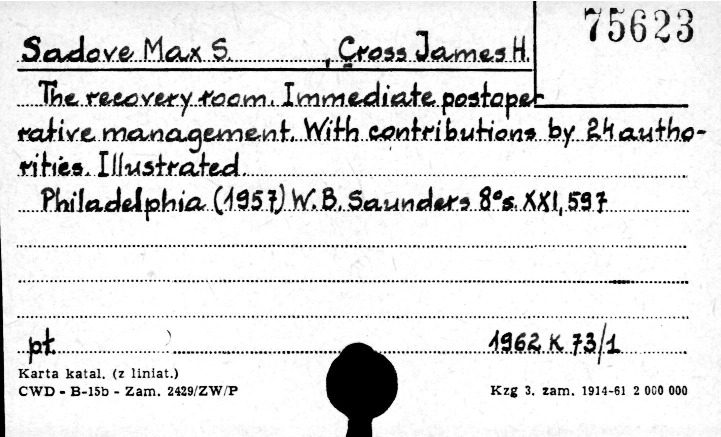 75623
Sadove Max S. , Cross James H.
The recovery room. Immediate postope-
rative management. With contributions by 24 autho-
rities. Illustrated.
Philadelphia (1957) W.B. Saunders 8° s. XXI, 597
pł. 1962 K 73/1
Karta katal. (z liniat.)
CWD - B-15b - Zam. 2429/ZW/P
Kzg 3. zam. 1914-61 2 000 000